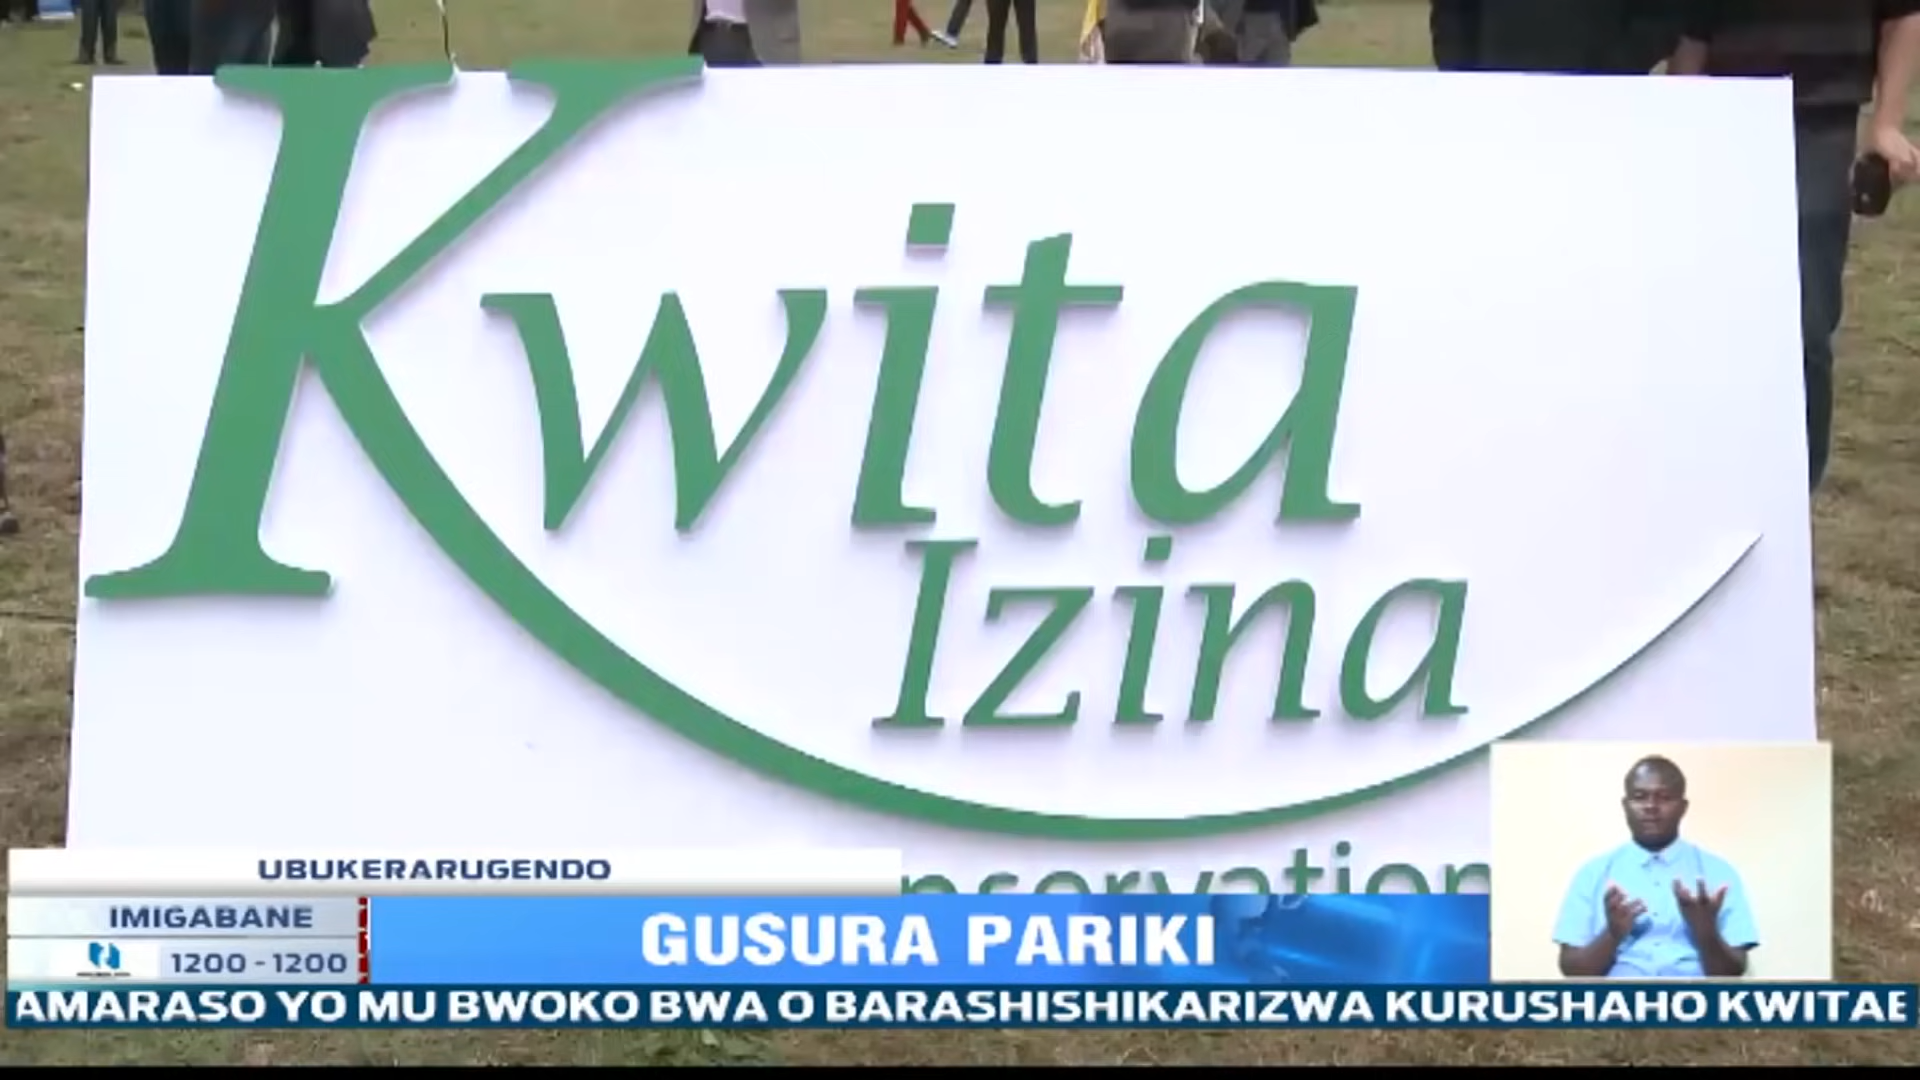 Kwita
Izina
UBUKERARUGENDO
IMIGABANE
GUSURA PARIKI
1200 - 1200
AMARASO YO MU BWOKO BWA O BARASHISHIKARIZWA KURUSHAHO KWITAB